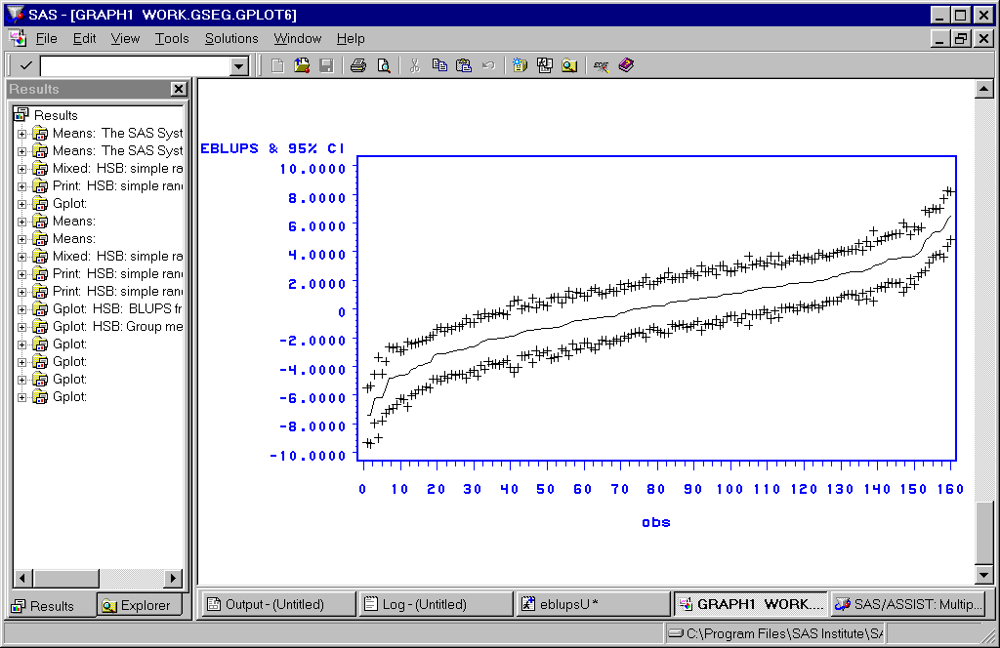 SAS - [GRAPH1 WORK.GSEG.GPLOT6]
File Edit View Tools Solutions Window Help
Results
Results
Means: The SAS Syst
Means: The SAS Syst
Mixed: HSB: simple ra
Print: HSB: simple ran
Gplot:
Means:
Means:
Mixed: HSB: simple ra
Print: HSB: simple ran
Print: HSB: simple ran
Gplot: HSB: BLUPS fr
Gplot: HSB: Group me
Gplot:
Gplot:
Gplot:
Gplot:
Results Explorer
EBLUPS & 95% CI
10.0000
8.0000
6.0000
4.0000
2.0000
0
-2.0000
-4.0000
-6.0000
-8.0000
-10.0000
0 10 20 30 40 50 60 70 80 90 100 110 120 130 140 150 160
obs
Output - (Untitled) Log - (Untitled) eblupsU * GRAPH1 WORK.... SAS/ASSIST: Multip...
C:\Program Files\SAS Institute\SA